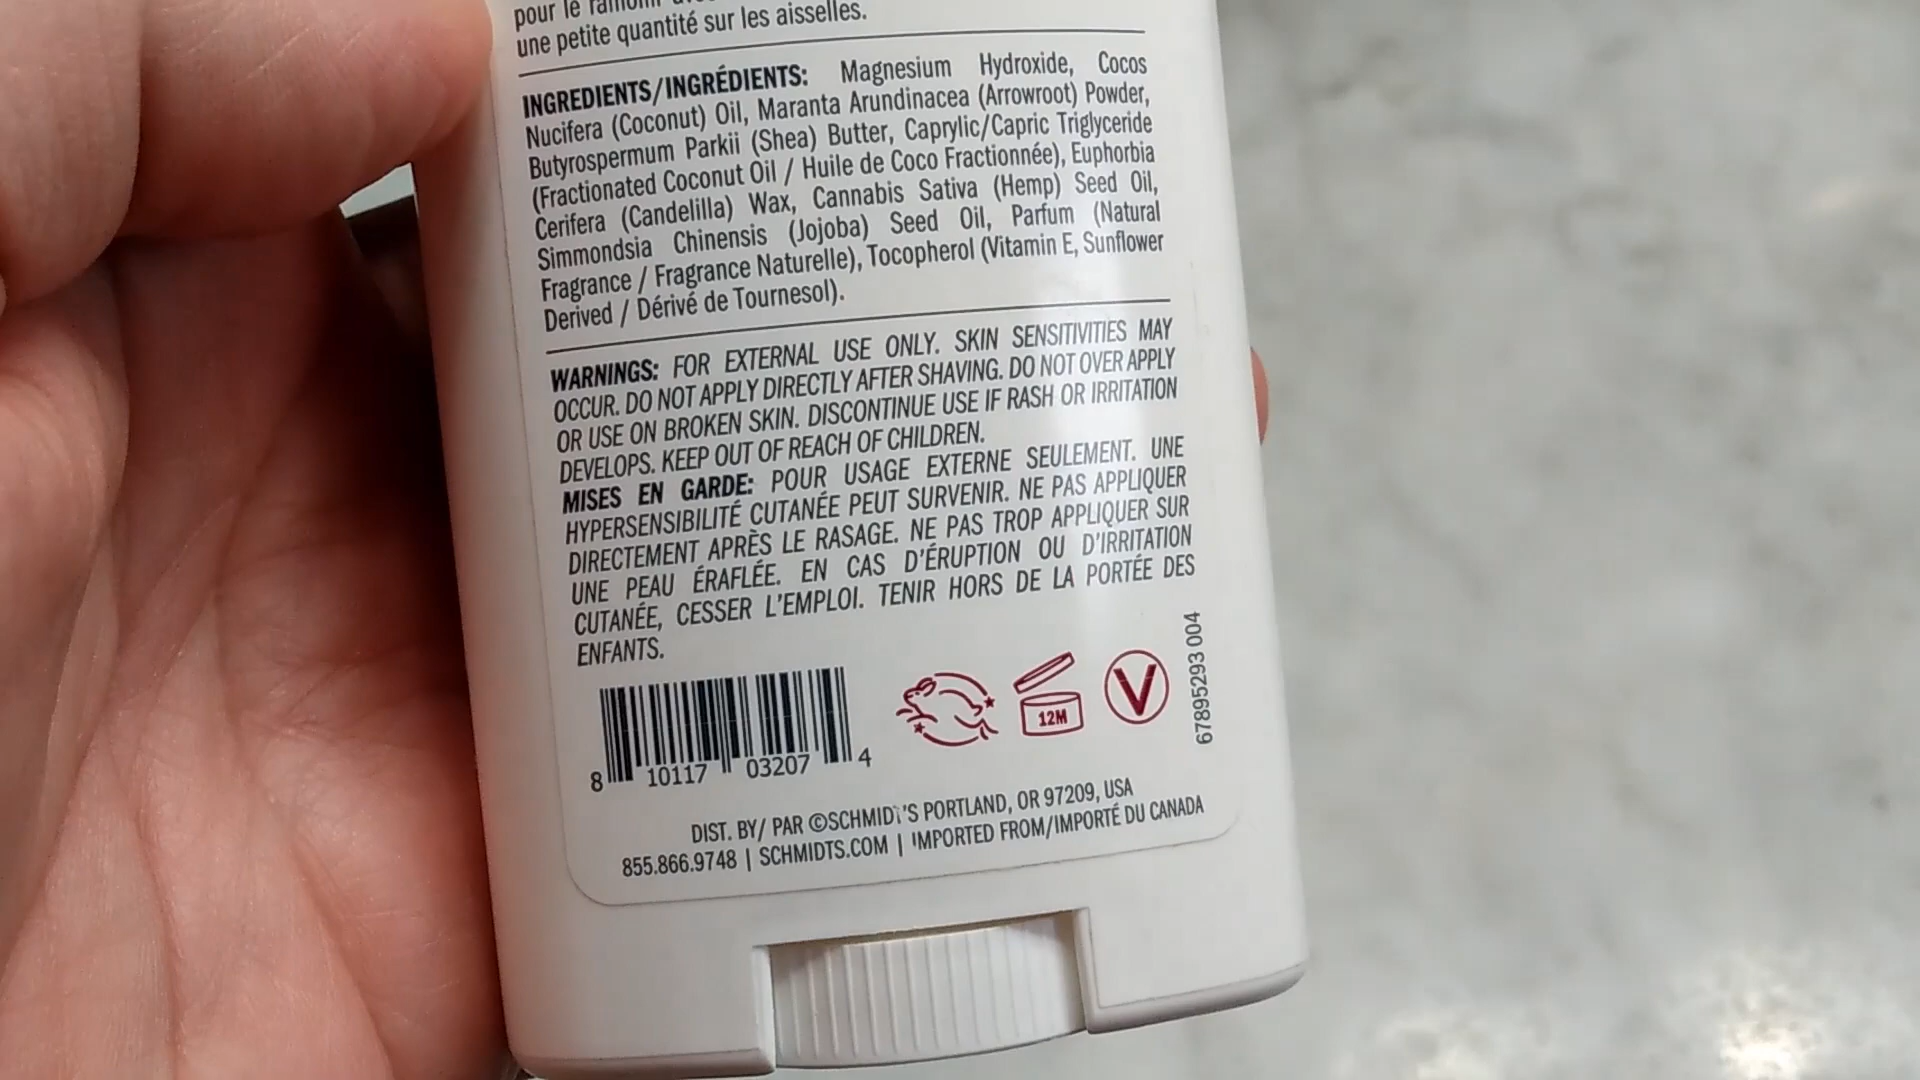 pour le
une petite quantité sur les aisselles.
INGREDIENTS/INGRÉDIENTS: Magnesium Hydroxide, Cocos
Nucifera (Coconut) Oil, Maranta Arundinacea (Arrowroot) Powder,
Butyrospermum Parkii (Shea) Butter, Caprylic/Capric Triglyceride
(Fractionated Coconut Oil / Huile de Coco Fractionnée), Euphorbia
Cerifera (Candelilla) Wax, Cannabis Sativa (Hemp) Seed Oil,
Simmondsia Chinensis (Jojoba) Seed Oil, Parfum (Natural
Fragrance / Fragrance Naturelle), Tocopherol (Vitamin E, Sunflower
Derived / Dérivé de Tournesol).
WARNINGS: FOR EXTERNAL USE ONLY. SKIN SENSITIVITIES MAY
OCCUR. DO NOT APPLY DIRECTLY AFTER SHAVING. DO NOT OVER APPLY
OR USE ON BROKEN SKIN. DISCONTINUE USE IF RASH OR IRRITATION
DEVELOPS. KEEP OUT OF REACH OF CHILDREN.
MISES EN GARDE: POUR USAGE EXTERNE SEULEMENT. UNE
HYPERSENSIBILITÉ CUTANÉE PEUT SURVENIR. NE PAS APPLIQUER
DIRECTEMENT APRÈS LE RASAGE. NE PAS TROP APPLIQUER SUR
UNE PEAU ÉRAFLÉE. EN CAS D'ÉRUPTION OU D'IRRITATION
CUTANÉE, CESSER L'EMPLOI. TENIR HORS DE LA PORTÉE DES
ENFANTS.
8 10117 03207 4
12M
V
67895293 004
DIST. BY/ PAR ©SCHMIDT'S PORTLAND, OR 97209, USA
855.866.9748 | SCHMIDTS.COM | IMPORTED FROM/IMPORTÉ DU CANADA